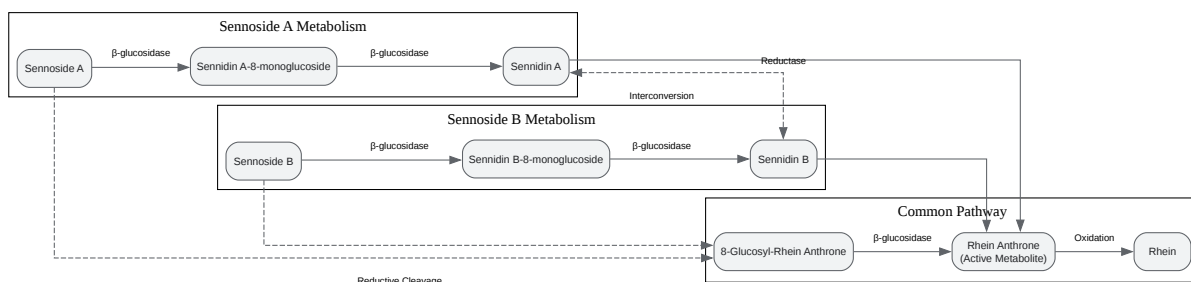 Sennoside A Metabolism
β-glucosidase
β-glucosidase
Sennoside A
Sennidin A-8-monoglucoside
Sennidin A
Reductase
Interconversion
Sennoside B Metabolism
β-glucosidase
β-glucosidase
Sennoside B
Sennidin B-8-monoglucoside
Sennidin B
Common Pathway
β-glucosidase
Oxidation
8-Glucosyl-Rhein Anthrone
Rhein Anthrone
(Active Metabolite)
Rhein
Reductive Cleavage